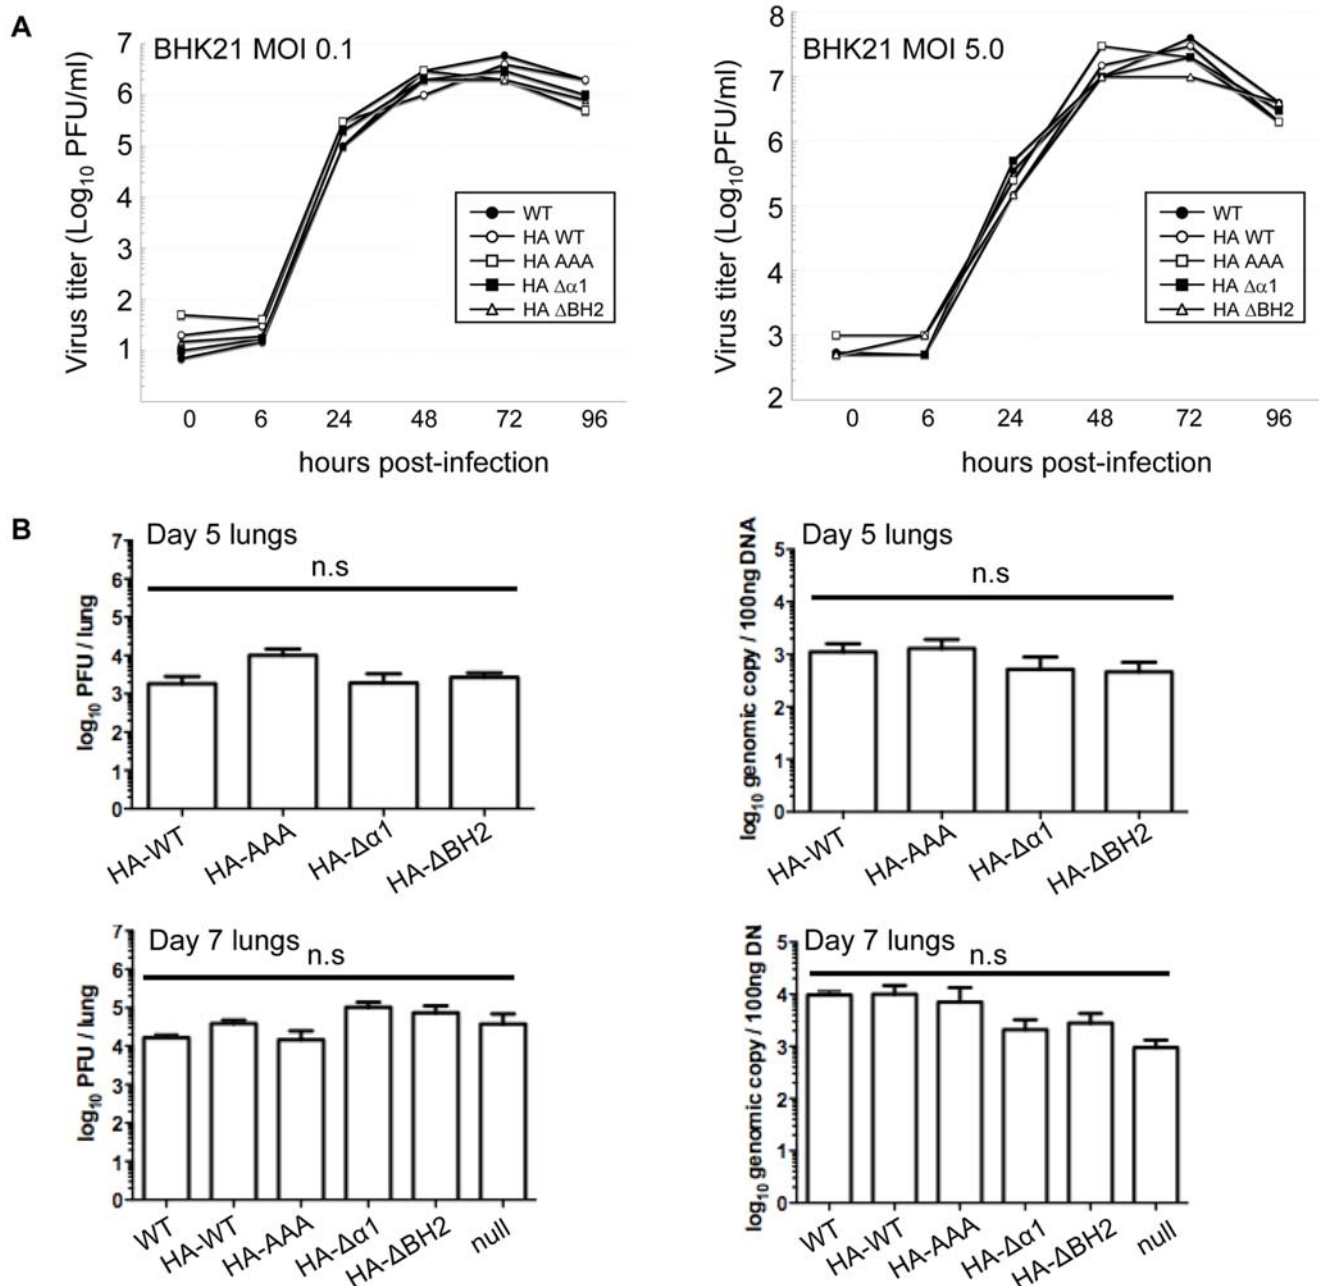 A
BHK21 MOI 0.1
Virus titer (Log10 PFU/ml)
7
6
5
4
3
2
1
WT
HA WT
HA AAA
HA Δα1
HA ΔBH2
0 6 24 48 72 96
hours post-infection
BHK21 MOI 5.0
Virus titer (Log10PFU/ml)
8
7
6
5
4
3
2
WT
HA WT
HA AAA
HA Δα1
HA ΔBH2
0 6 24 48 72 96
hours post-infection
B
Day 5 lungs
n.s
log10 PFU / lung
7
6
5
4
3
2
1
0
HA-WT HA-AAA HA-Δα1 HA-ΔBH2
Day 5 lungs
n.s
log10 genomic copy / 100ng DNA
5
4
3
2
1
0
HA-WT HA-AAA HA-Δα1 HA-ΔBH2
Day 7 lungs
n.s
log10 PFU / lung
7
6
5
4
3
2
1
0
WT HA-WT HA-AAA HA-Δα1 HA-ΔBH2 null
Day 7 lungs
n.s
log10 genomic copy / 100ng DN
5
4
3
2
1
0
WT HA-WT HA-AAA HA-Δα1 HA-ΔBH2 null